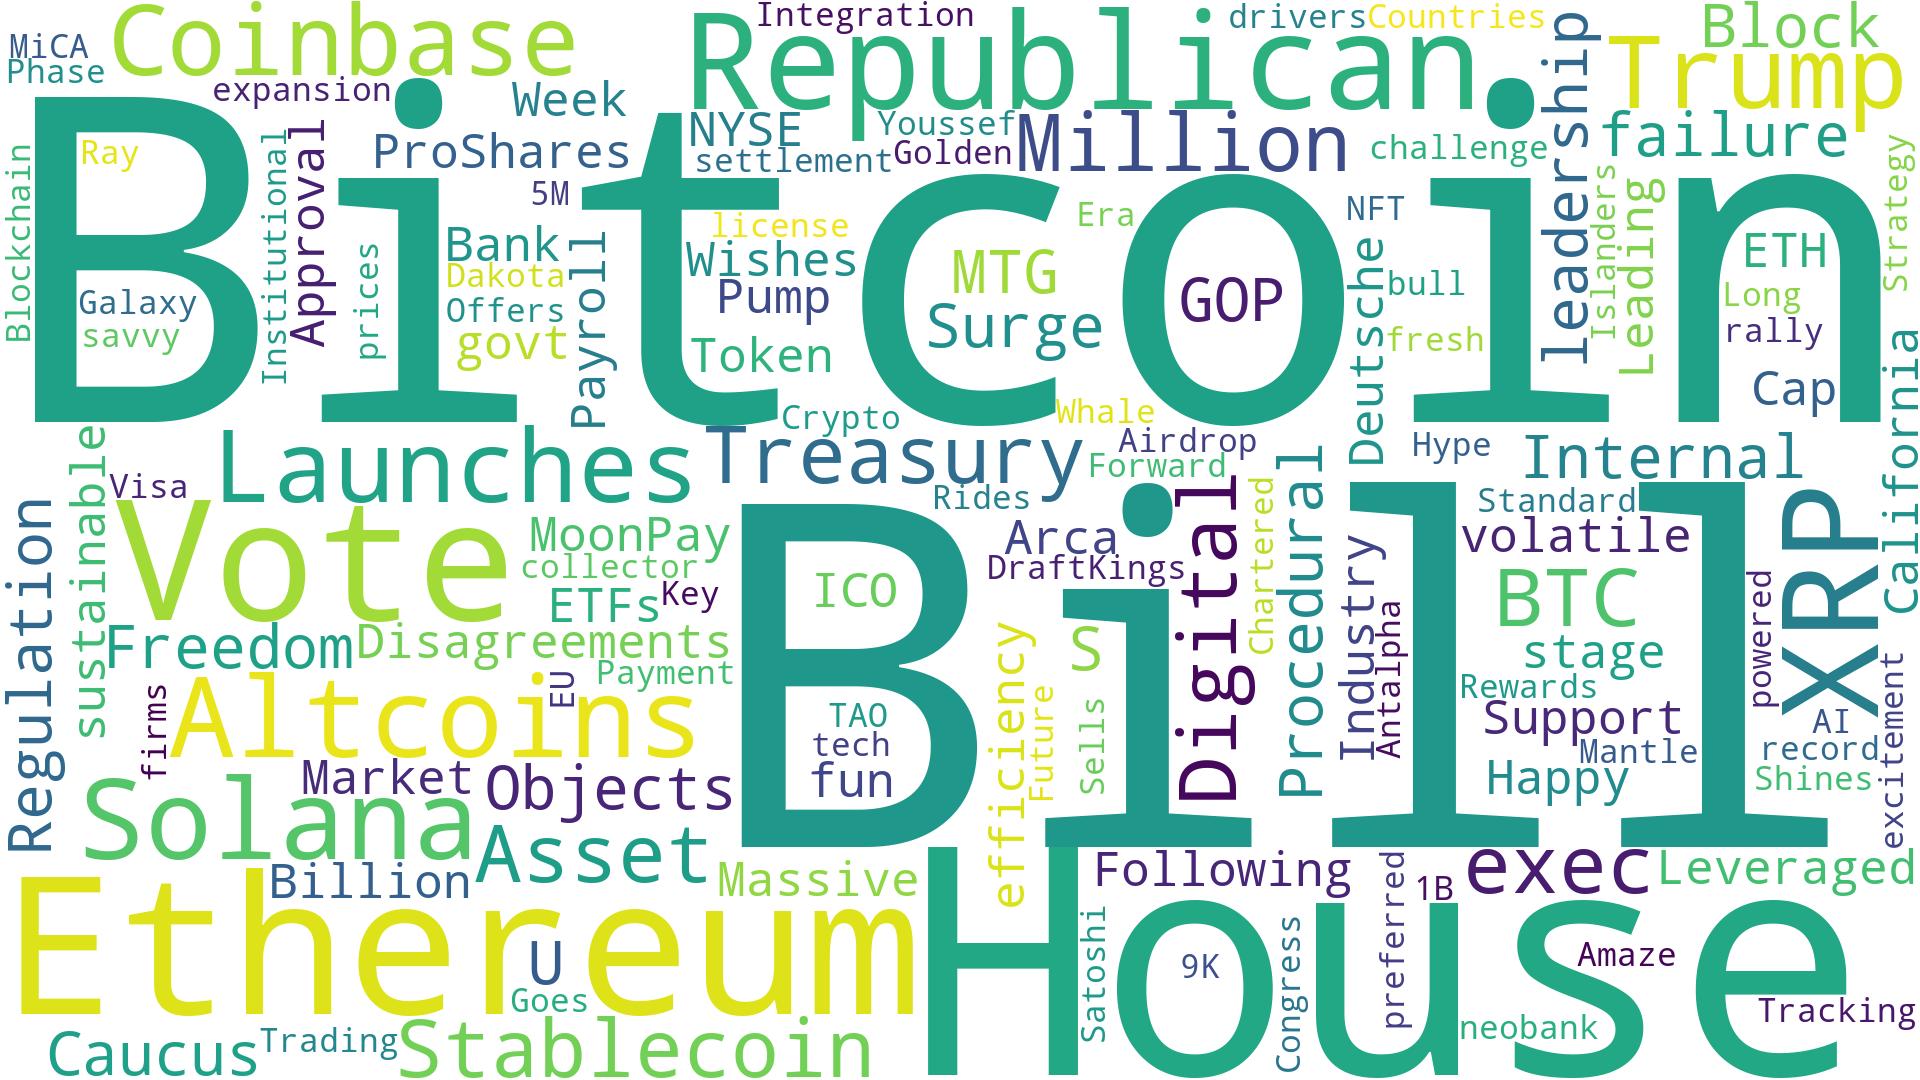 MiCA
Phase
Coinbase
expansion
Week
Integration
Republican
drivers
Countries
leadership
Block
Trump
failure
Bitcoin
Ray
Galaxy
savvy
Blockchain
Institutional
Approval
prices
ProShares
5M
Bank
Dakota
Offers
govt
Payroll
NYSE
settlement
Youssef
Golden
Million
challenge
license
Wishes
Pump
Token
Era
MTG
Surge
GOP
NFT
Deutsche
bull
fresh
Islanders
Leading
ETH
Long
rally
Cap
Strategy
California
Crypto
Whale
sustainable
Launches
Treasury
Airdrop
Forward
Hype
Internal
Visa
Vote
MoonPay
collector
ETFs
Key
Rides
Arca
DraftKings
Digital
Chartered
Procedural
Industry
Antalpha
Standard
volatile
BTC
stage
Rewards
Support
Mantle
Happy
powered
XRP
AI
record
Shines
excitement
Regulation
Freedom
Disagreements
Payment
EU
firms
Altcoins
Bill
ICO
TAO
tech
fun
efficiency
Future
S
Sells
Market
Objects
Solana
Asset
Billion
Massive
Following
1B
exec
Leveraged
Ethereum
U
Goes
House
Satoshi
9K
Congress
preferred
Amaze
Tracking
neobank
Caucus
Trading
Stablecoin